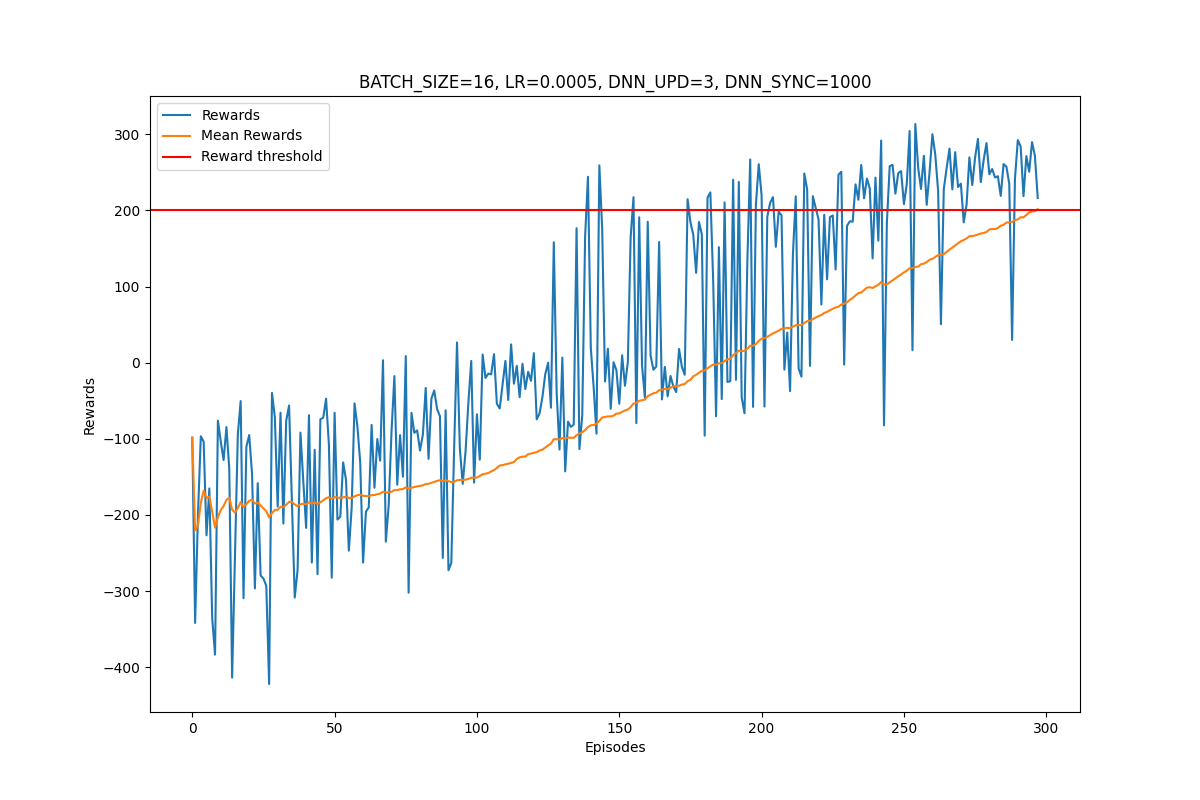 BATCH_SIZE=16, LR=0.0005, DNN_UPD=3, DNN_SYNC=1000
Rewards
Mean Rewards
Reward threshold
300
200
100
0
−100
−200
−300
−400
Rewards
0
50
100
150
200
250
300
Episodes